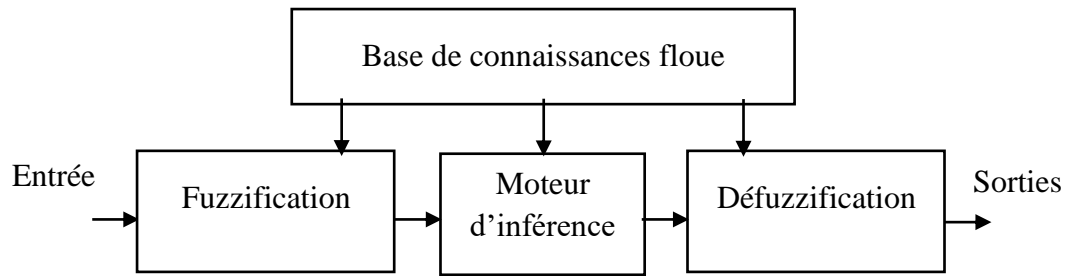 Base de connaissances floue
Entrée
Fuzzification
Moteur
d’inférence
Défuzzification
Sorties